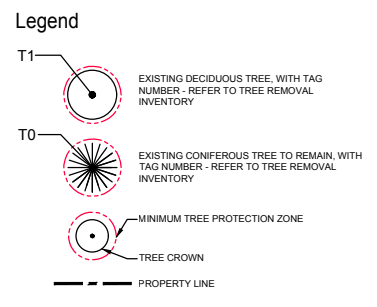 Legend
T1
EXISTING DECIDUOUS TREE, WITH TAG
NUMBER - REFER TO TREE REMOVAL
INVENTORY
T0
EXISTING CONIFEROUS TREE TO REMAIN, WITH
TAG NUMBER - REFER TO TREE REMOVAL
INVENTORY
MINIMUM TREE PROTECTION ZONE
TREE CROWN
PROPERTY LINE